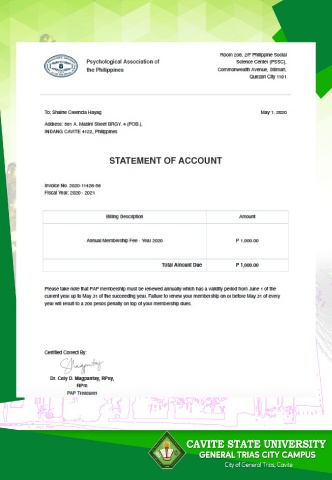 Psychological Association of
the Philippines
Room 208, 2/F Philippine Social
Science Center (PSSC),
Commonwealth Avenue, Diliman,
Quezon City 1101
To: Shaine Cwencia Hayag
May 1, 2020
Address: 561 A. Mabini Street BRGY. 4 (POB.),
INDANG CAVITE 4122, Philippines
STATEMENT OF ACCOUNT
Invoice No. 2020-11426-56
Fiscal Year: 2020 - 2021
Billing Description Amount
Annual Membership Fee - Year 2020 P 1,000.00
Total Amount Due P 1,000.00
Please take note that PAP membership must be renewed annually which has a validity period from June 1 of the
current year up to May 31 of the succeeding year. Failure to renew your membership on or before May 31 of every
year will result to a 200 pesos penalty on top of your membership dues.
Certified Correct By:
Dr. Caly D. Magpantay, RPsy,
RPm
PAP Treasurer
CAVITE STATE UNIVERSITY
GENERAL TRIAS CITY CAMPUS
City of General Trias, Cavite